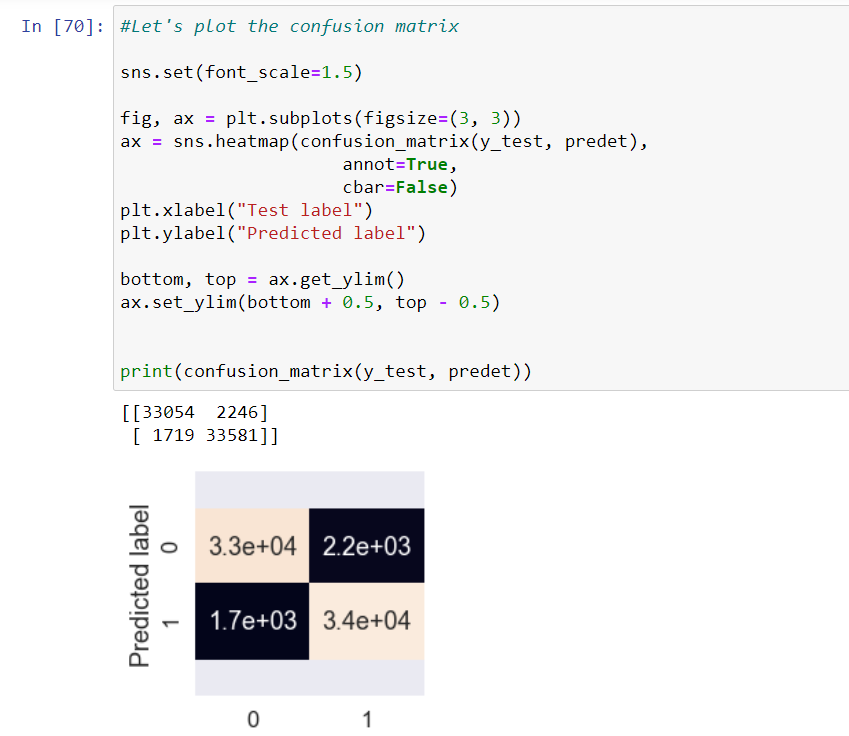 In [70]: #Let's plot the confusion matrix
sns.set(font_scale=1.5)
fig, ax = plt.subplots(figsize=(3, 3))
ax = sns.heatmap(confusion_matrix(y_test, predet),
annot=True,
cbar=False)
plt.xlabel("Test label")
plt.ylabel("Predicted label")
bottom, top = ax.get_ylim()
ax.set_ylim(bottom + 0.5, top - 0.5)
print(confusion_matrix(y_test, predet))
[[33054  2246]
[ 1719 33581]]
Predicted label
0
3.3e+04 2.2e+03
1
1.7e+03 3.4e+04
0 1